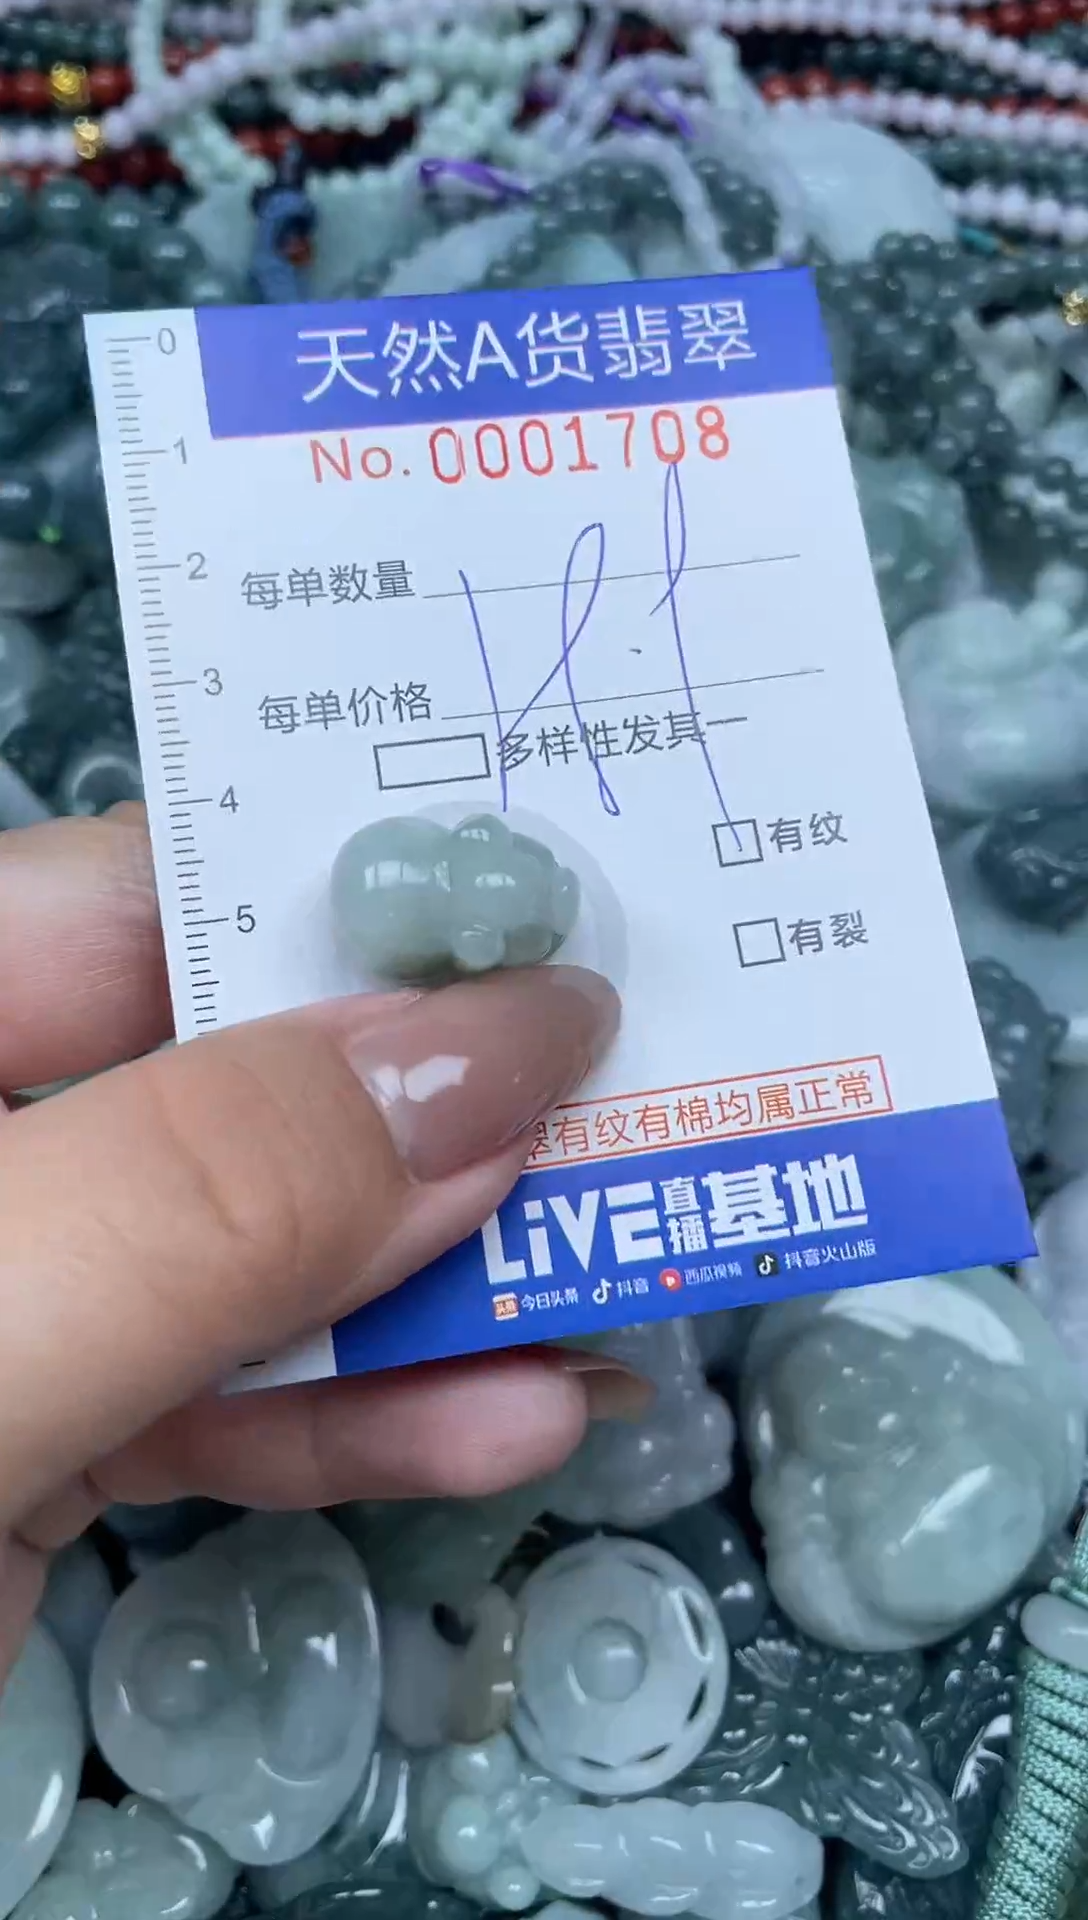 天然A货翡翠
No. 0001708
0
1
2
3
4
5
每单数量
每单价格
多样性发其一
有纹
有裂
翠有纹有棉均属正常
LiVE直播基地
头条 今日头条 抖音 西瓜视频 抖音火山版